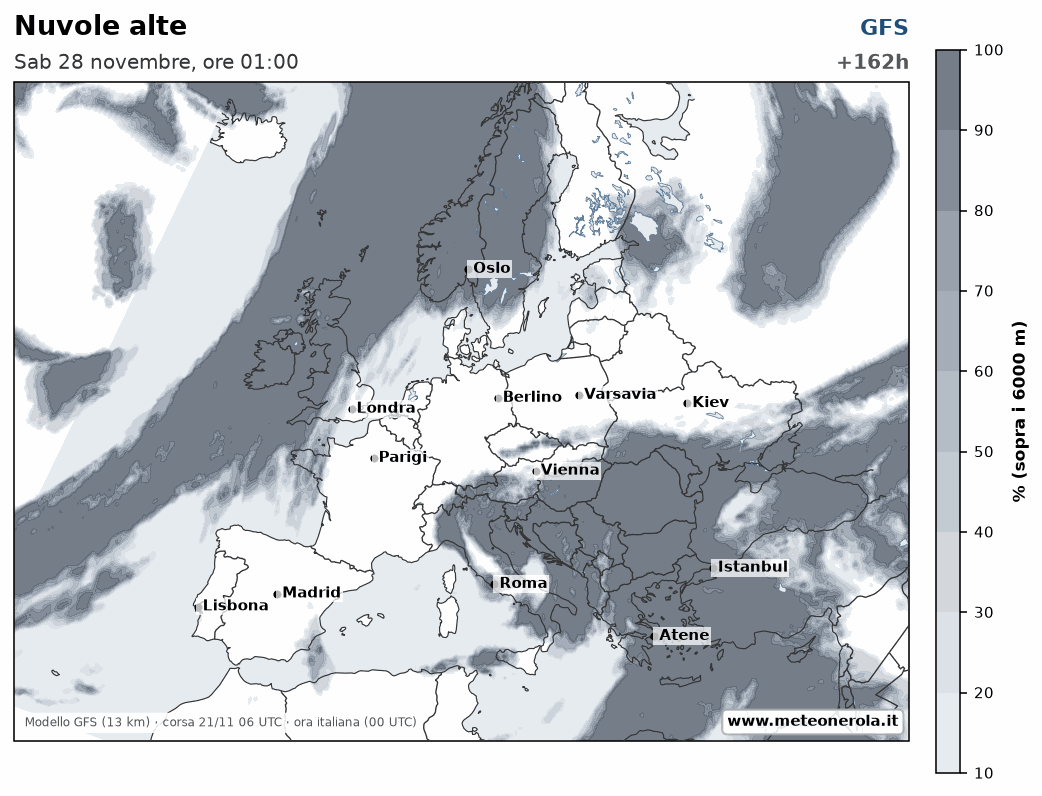 Nuvole alte
GFS
Sab 28 novembre, ore 01:00
+162h
Oslo
Londra
Berlino
Varsavia
Kiev
Parigi
Vienna
Istanbul
Roma
Madrid
Lisbona
Atene
Modello GFS (13 km) · corsa 21/11 06 UTC · ora italiana (00 UTC)
www.meteonerola.it
100
90
80
70
60
50
40
30
20
10
% (sopra i 6000 m)